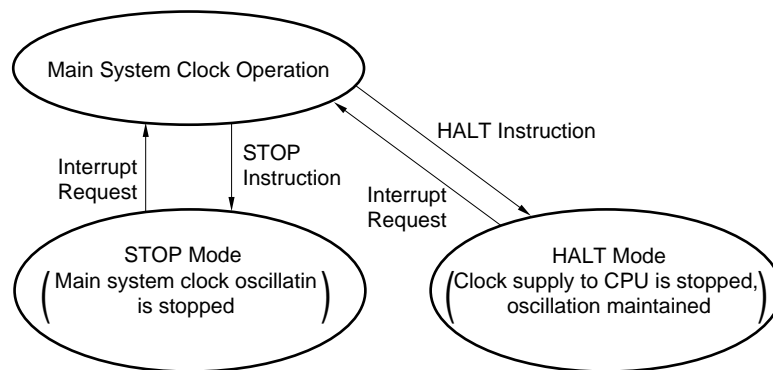 Main System Clock Operation
HALT Instruction
STOP
Instruction
Interrupt
Request
Interrupt
Request
STOP Mode
(Main system clock oscillatin
is stopped)
HALT Mode
(Clock supply to CPU is stopped,
oscillation maintained)